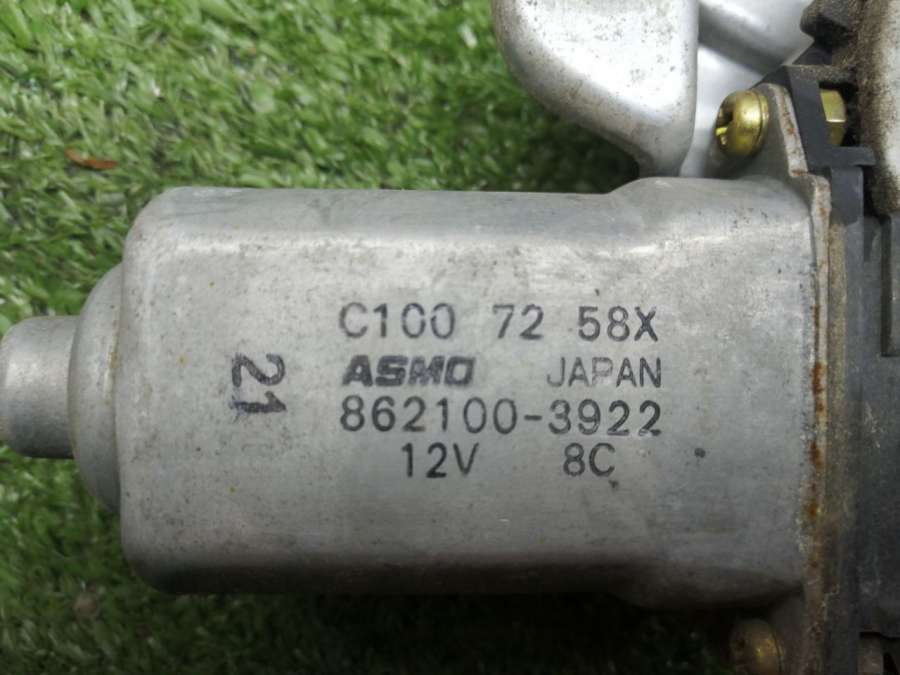 C100 72 58X
ASMO JAPAN
862100-3922
12V 8C
21